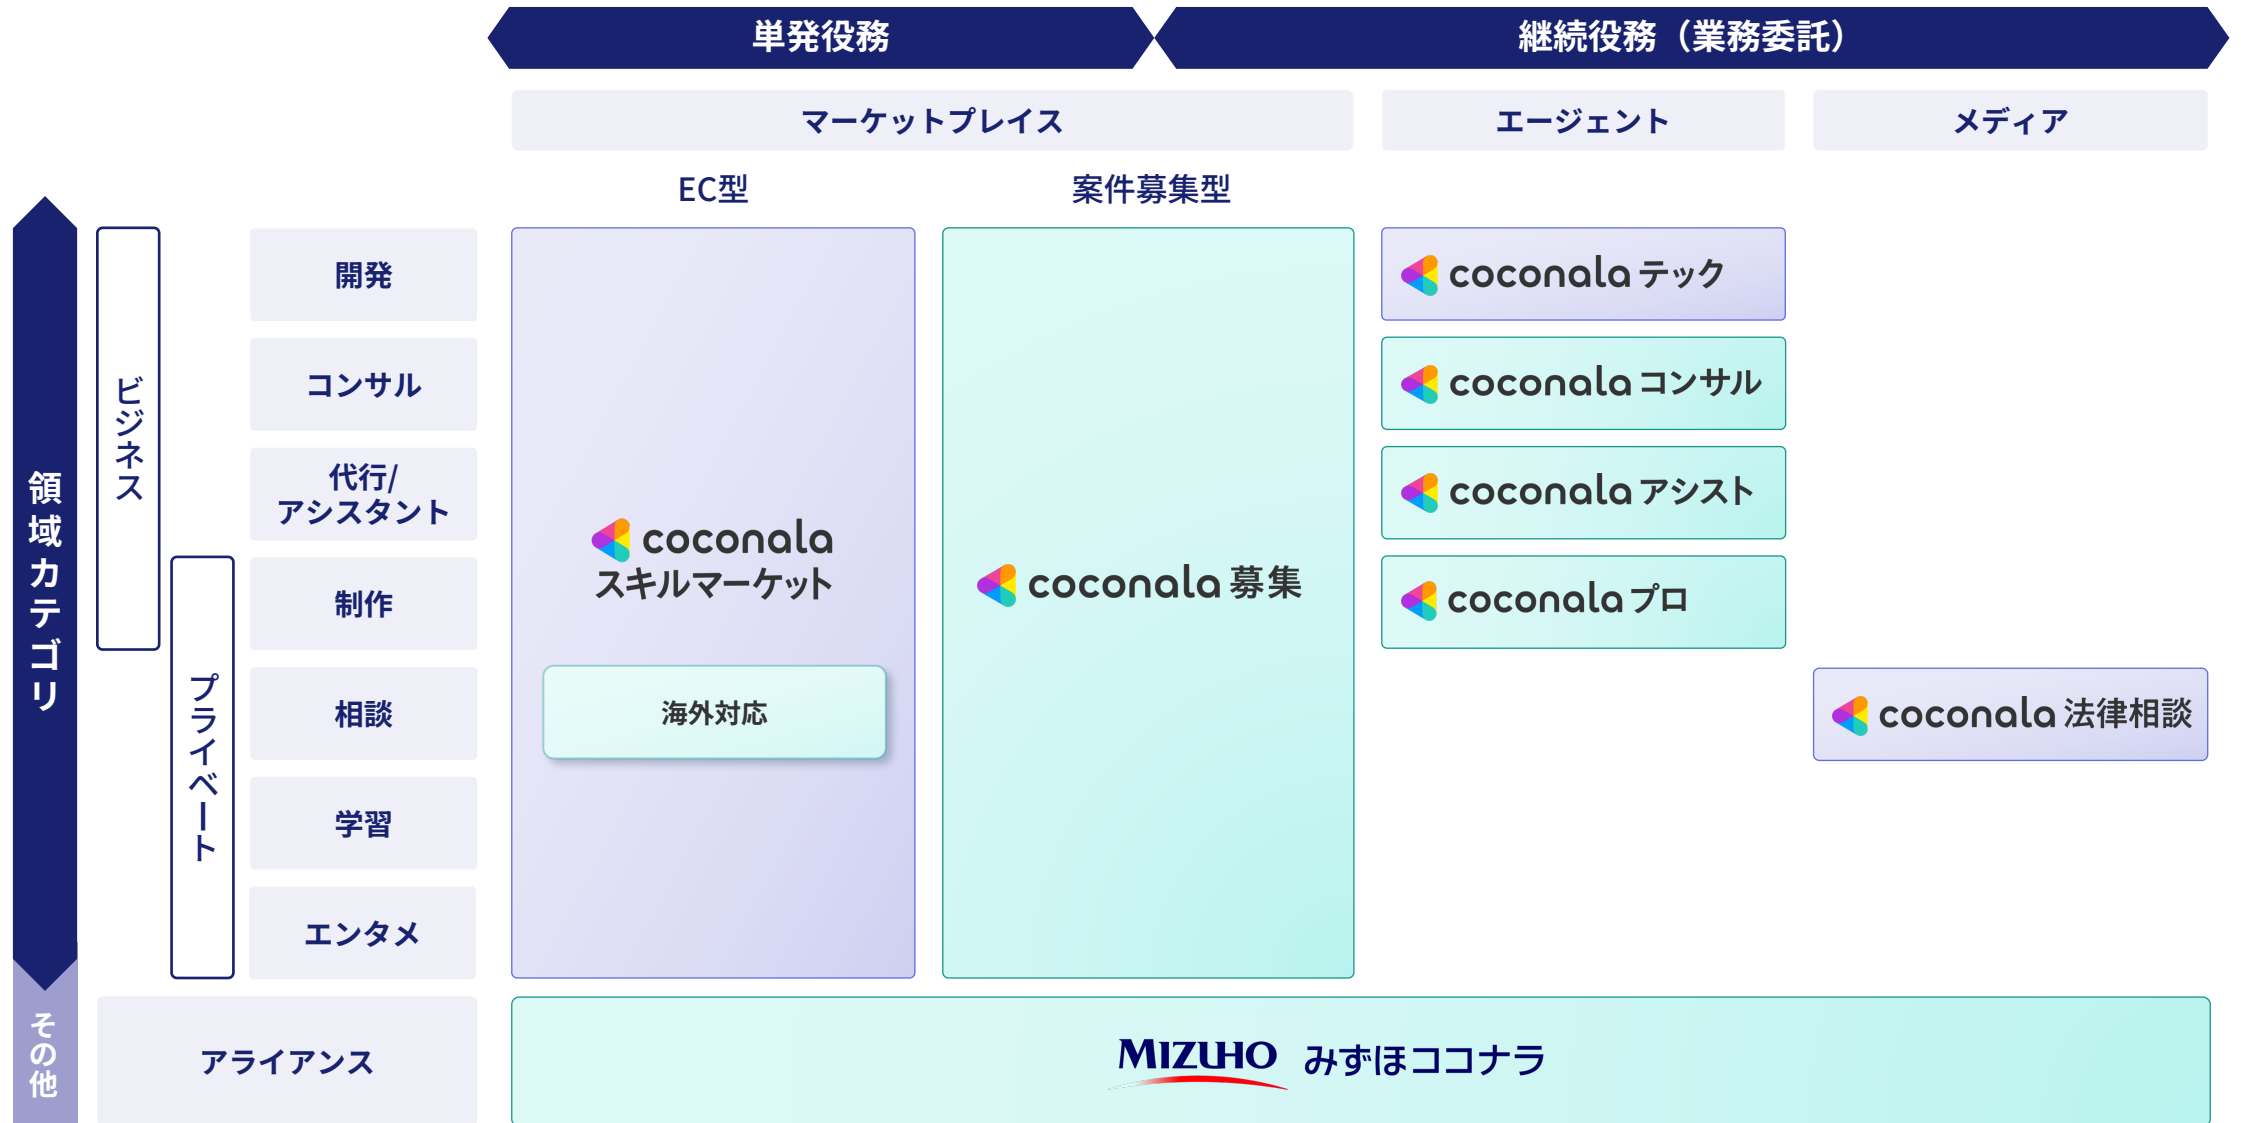 単発役務
継続役務（業務委託）
マーケットプレイス
エージェント
メディア
EC型
案件募集型
領域カテゴリ
ビジネス
プライベート
開発
コンサル
代行/
アシスタント
制作
相談
学習
エンタメ
coconala
スキルマーケット
海外対応
coconala 募集
coconala テック
coconala コンサル
coconala アシスト
coconala プロ
coconala 法律相談
その他
アライアンス
MIZUHO みずほココナラ